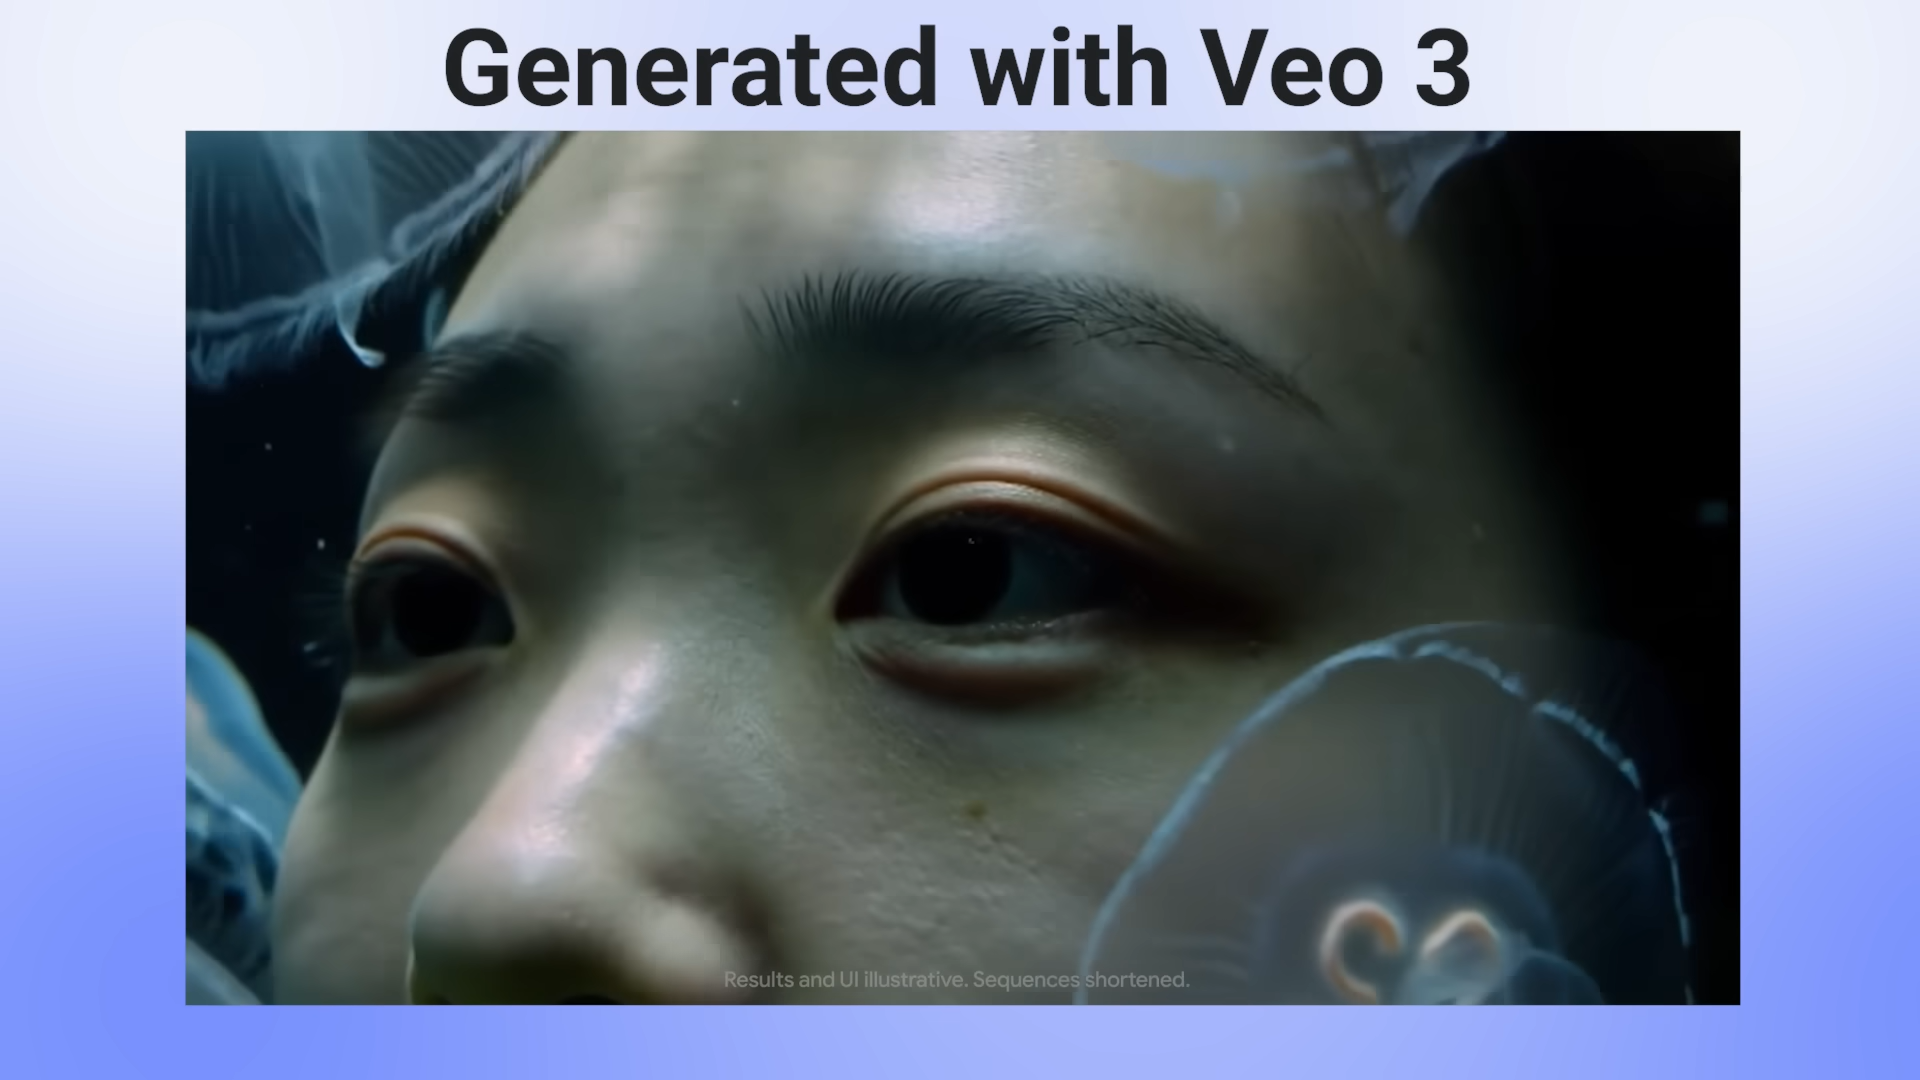 Generated with Veo 3
Results and UI illustrative. Sequences shortened.